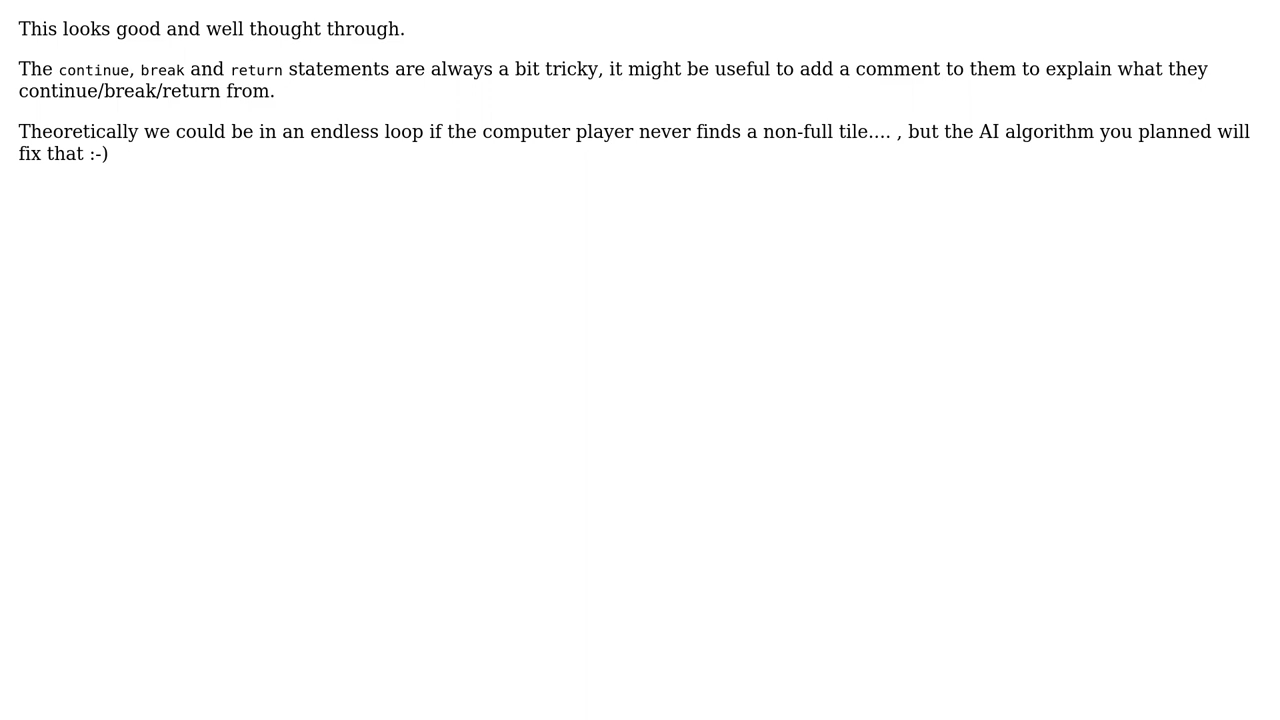 This looks good and well thought through.
The continue, break and return statements are always a bit tricky, it might be useful to add a comment to them to explain what they
continue/break/return from.
Theoretically we could be in an endless loop if the computer player never finds a non-full tile.... , but the AI algorithm you planned will
fix that :-)